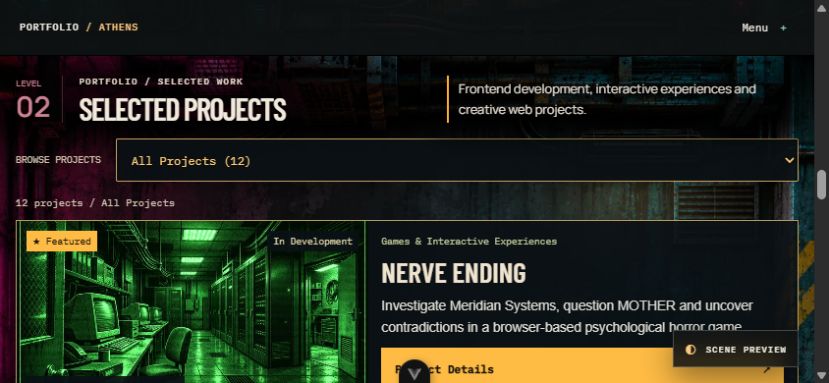 PORTFOLIO / ATHENS
Menu +
LEVEL
02
PORTFOLIO / SELECTED WORK
SELECTED PROJECTS
Frontend development, interactive experiences and
creative web projects.
BROWSE PROJECTS
All Projects (12)
12 projects / All Projects
★ Featured
In Development
Games & Interactive Experiences
NERVE ENDING
Investigate Meridian Systems, question MOTHER and uncover
contradictions in a browser-based psychological horror game
SCENE PREVIEW
Details ↗